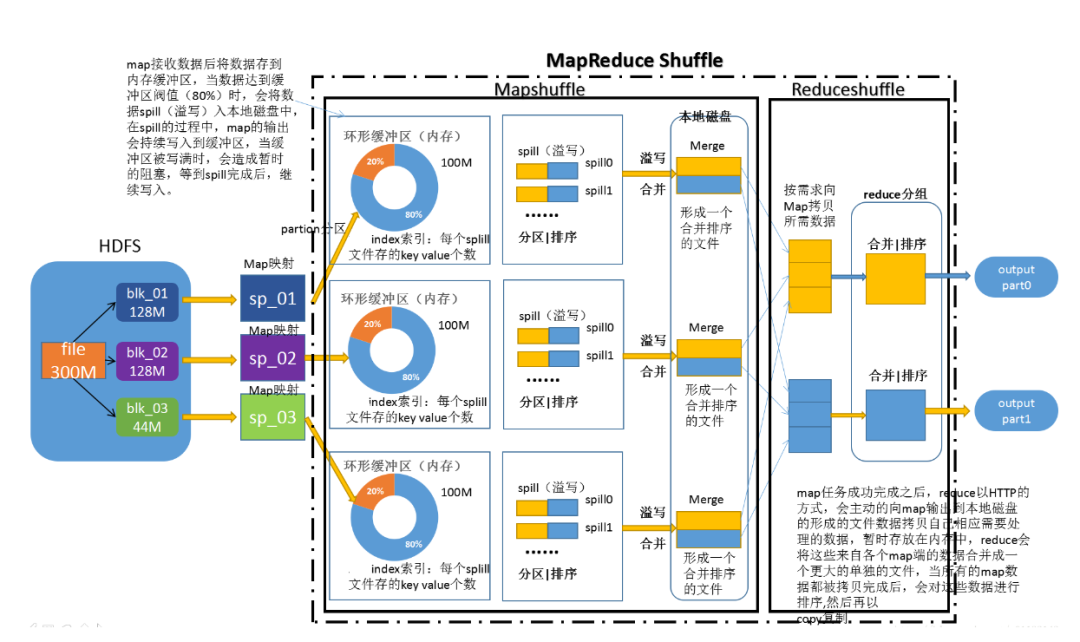 MapReduce Shuffle
map接收数据后将数据存到
内存缓冲区，当数据达到缓
冲区阀值（80%）时，会将数
据spill（溢写）入本地磁盘中，
在spill的过程中，map的输出
会持续写入到缓冲区，当缓
冲区被写满时，会造成暂时
的阻塞，等到spill完成后，继
续写入。
Mapshuffle
Reduceshuffle
HDFS
file
300M
blk_01
128M
blk_02
128M
blk_03
44M
Map映射
sp_01
Map映射
sp_02
Map映射
sp_03
partion分区
环形缓冲区（内存）
20%
100M
80%
index索引：每个splill
文件存的key value个数
spill（溢写）
spill0
spill1
......
分区|排序
溢写
合并
环形缓冲区（内存）
20%
100M
80%
index索引：每个splill
文件存的key value个数
spill（溢写）
spill0
spill1
......
分区|排序
溢写
合并
环形缓冲区（内存）
20%
100M
80%
index索引：每个splill
文件存的key value个数
spill（溢写）
spill0
spill1
......
分区|排序
溢写
合并
本地磁盘
Merge
形成一个
合并排序
的文件
Merge
形成一个
合并排序
的文件
Merge
形成一个
合并排序
的文件
按需求向
Map拷贝
所需数据
reduce分组
合并|排序
合并|排序
output
part0
output
part1
map任务成功完成之后，reduce以HTTP的
方式，会主动的向map输出到本地磁盘
的形成的文件数据拷贝自己相应需要处
理的数据，暂时存放在内存中，reduce会
将这些来自各个map端的数据合并成一
个更大的单独的文件，当所有的map数
据都被拷贝完成后，会对这些数据进行
排序,然后再以
copy复制